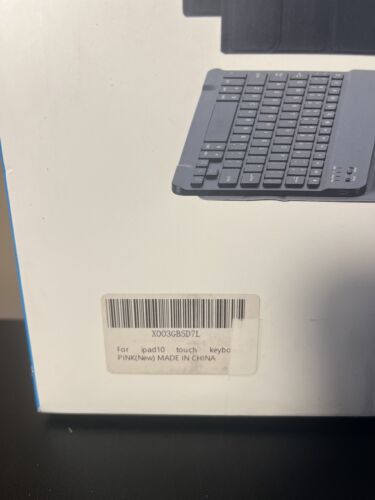 X003GB5D7L
For ipad10 touch keybo
PINK(New) MADE IN CHINA